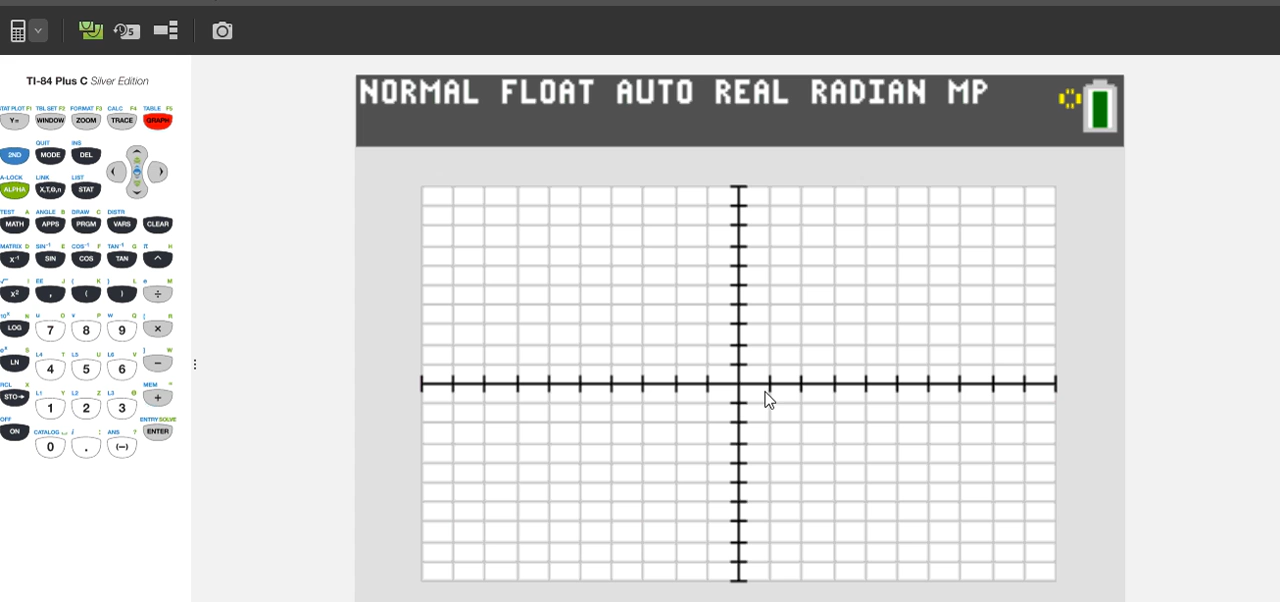 TI-84 Plus C Silver Edition
NORMAL FLOAT AUTO REAL RADIAN MP
STAT PLOT F1 TBL SET F2 FORMAT F3 CALC F4 TABLE F5
Y= WINDOW ZOOM TRACE GRAPH
QUIT INS
2ND MODE DEL
A-LOCK LINK LIST
ALPHA X,T,Θ,n STAT
TEST A ANGLE B DRAW C DISTR
MATH APPS PRGM VARS CLEAR
MATRIX D SIN⁻¹ E COS⁻¹ F TAN⁻¹ G π H
x⁻¹ SIN COS TAN ^
I EE J { K } L e M
x² , ( ) ÷
10ˣ N u O v P w Q [ R
LOG 7 8 9 ×
eˣ S L4 T L5 U L6 V ] W
LN 4 5 6 −
RCL X L1 Y L2 Z L3 θ MEM "
STO→ 1 2 3 +
OFF CATALOG i : ANS ? ENTRY SOLVE
ON 0 . (−) ENTER